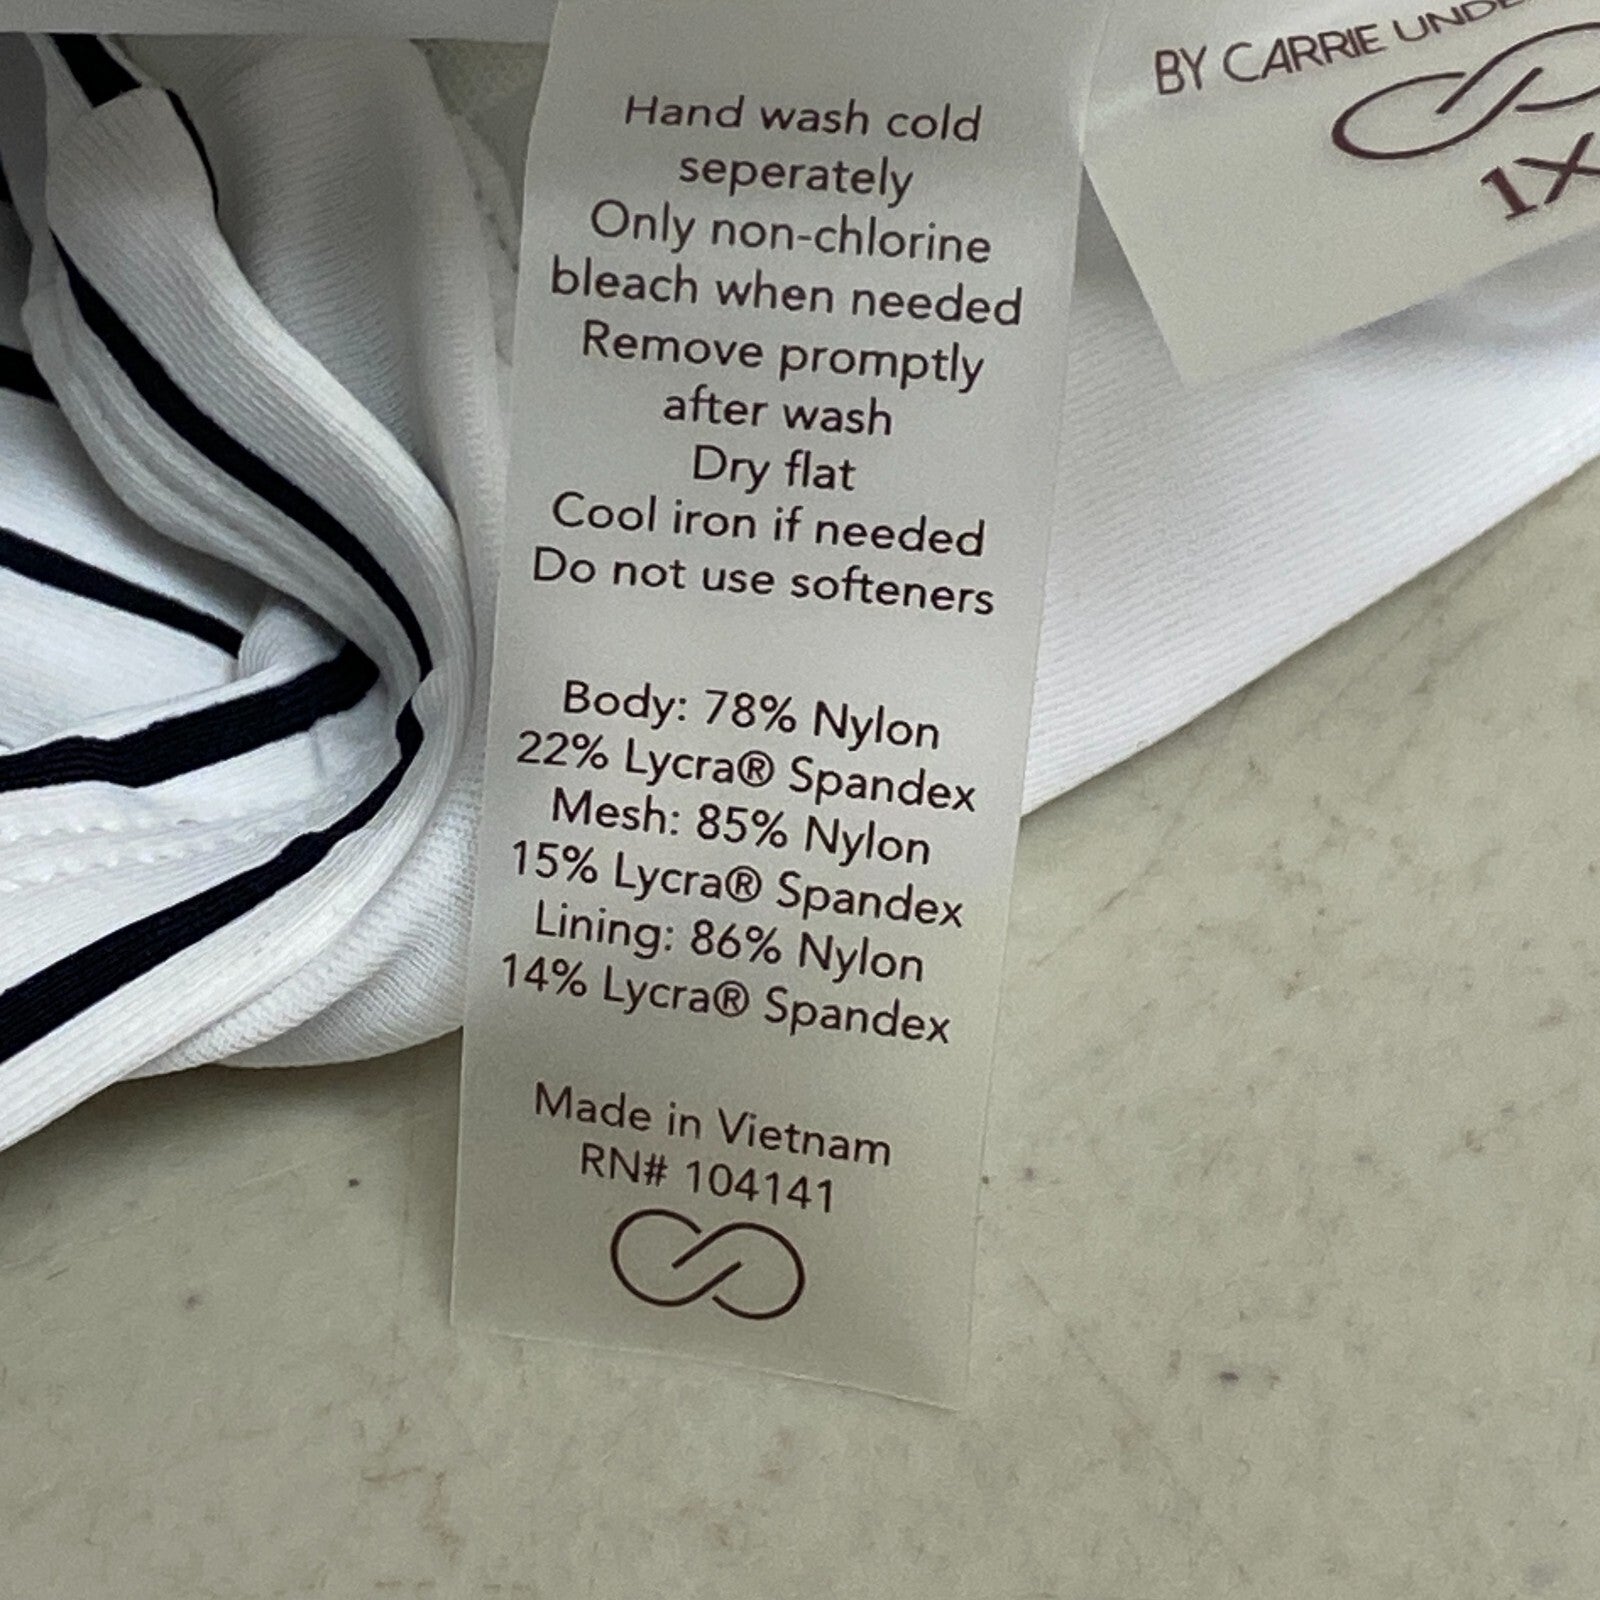 Hand wash cold
seperately
Only non-chlorine
bleach when needed
Remove promptly
after wash
Dry flat
Cool iron if needed
Do not use softeners
Body: 78% Nylon
22% Lycra® Spandex
Mesh: 85% Nylon
15% Lycra® Spandex
Lining: 86% Nylon
14% Lycra® Spandex
Made in Vietnam
RN# 104141
BY CARRIE
1X